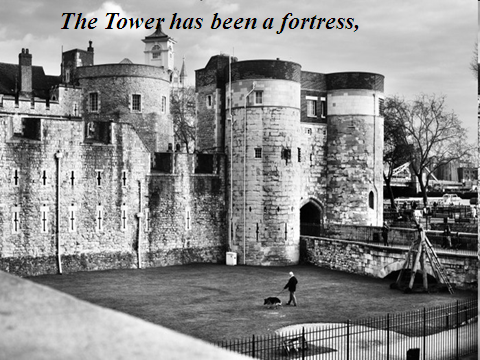 The Tower has been a fortress,